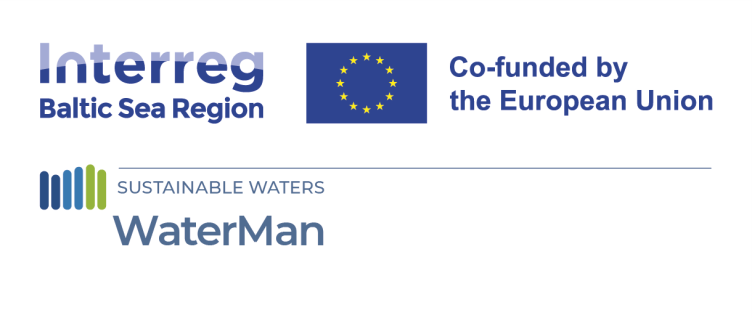 Interreg
Baltic Sea Region
Co-funded by
the European Union
SUSTAINABLE WATERS
WaterMan